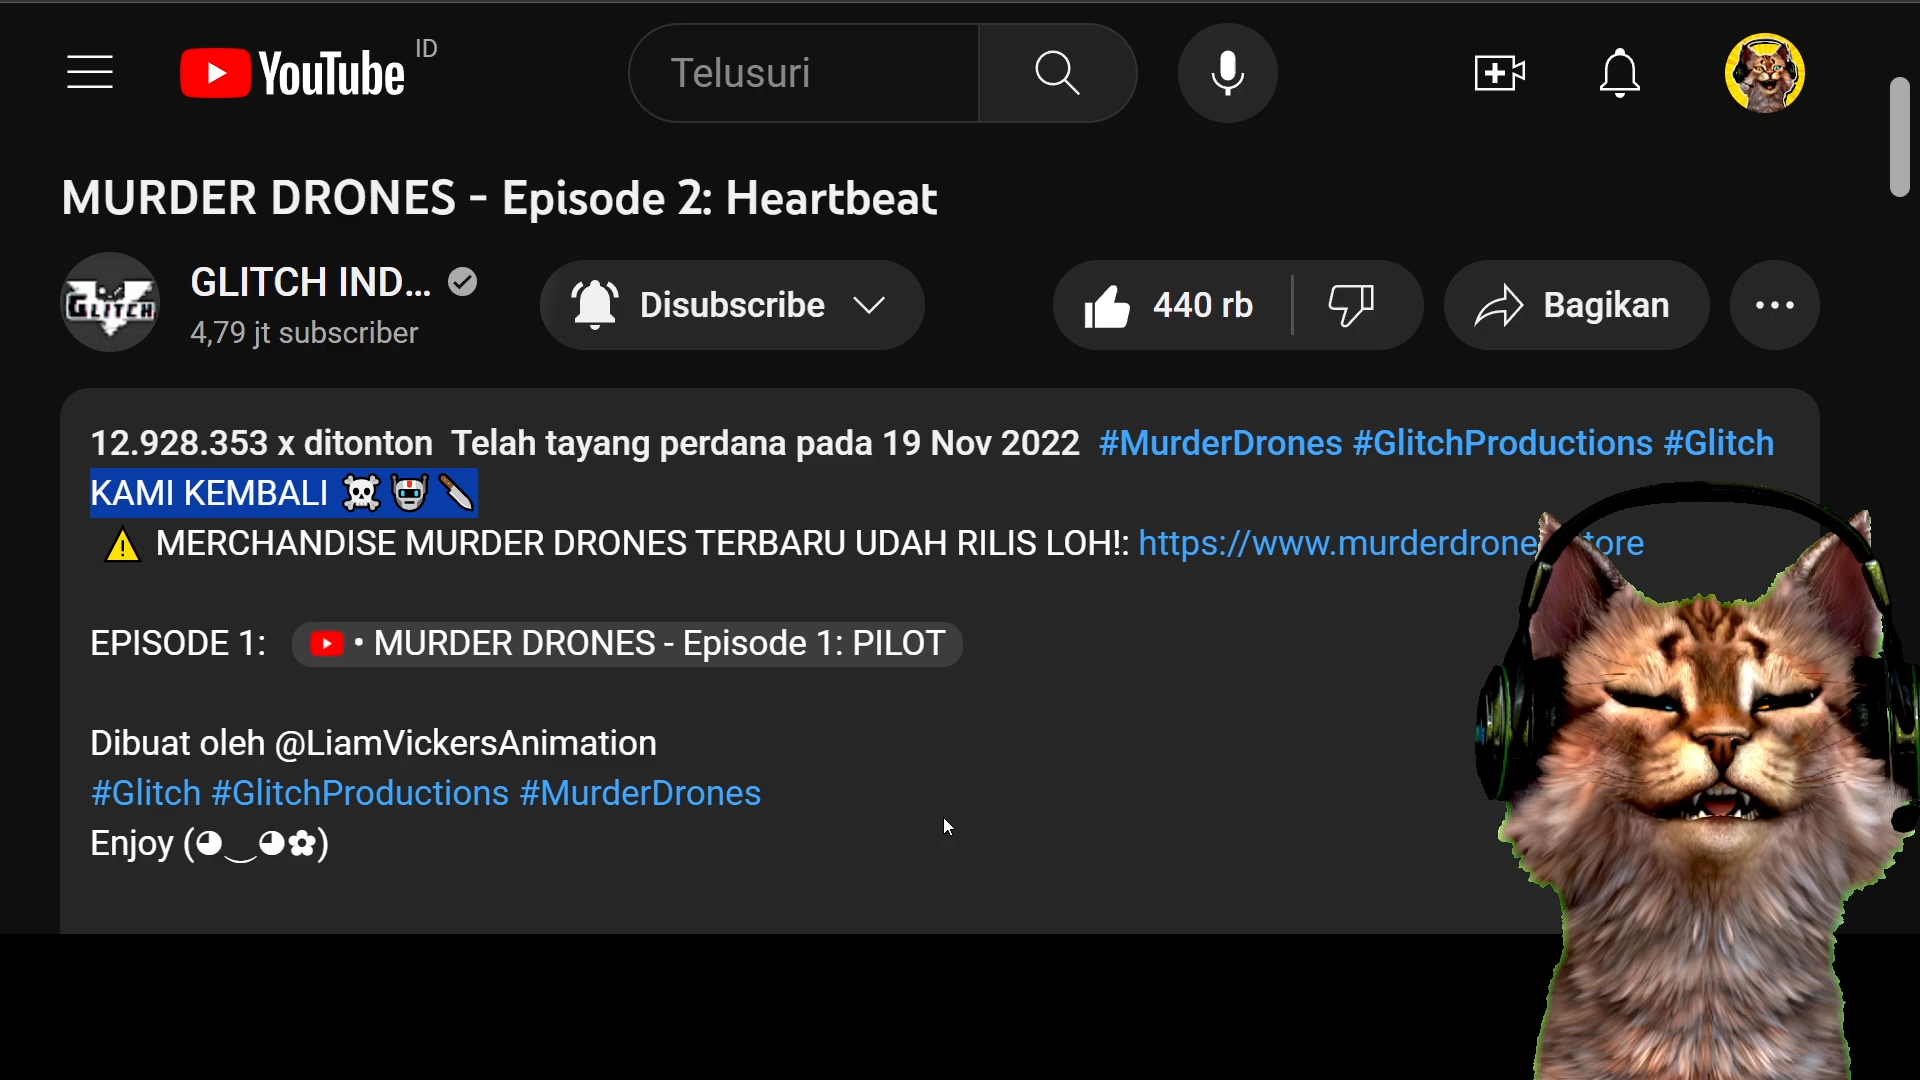 YouTube ID
Telusuri
MURDER DRONES - Episode 2: Heartbeat
GLITCH
GLITCH IND...
4,79 jt subscriber
Disubscribe
440 rb
Bagikan
12.928.353 x ditonton Telah tayang perdana pada 19 Nov 2022 #MurderDrones #GlitchProductions #Glitch
KAMI KEMBALI ☠️🤖🔪
⚠️ MERCHANDISE MURDER DRONES TERBARU UDAH RILIS LOH!: https://www.murderdrone tore
EPISODE 1: • MURDER DRONES - Episode 1: PILOT
Dibuat oleh @LiamVickersAnimation
#Glitch #GlitchProductions #MurderDrones
Enjoy (◕‿◕✿)